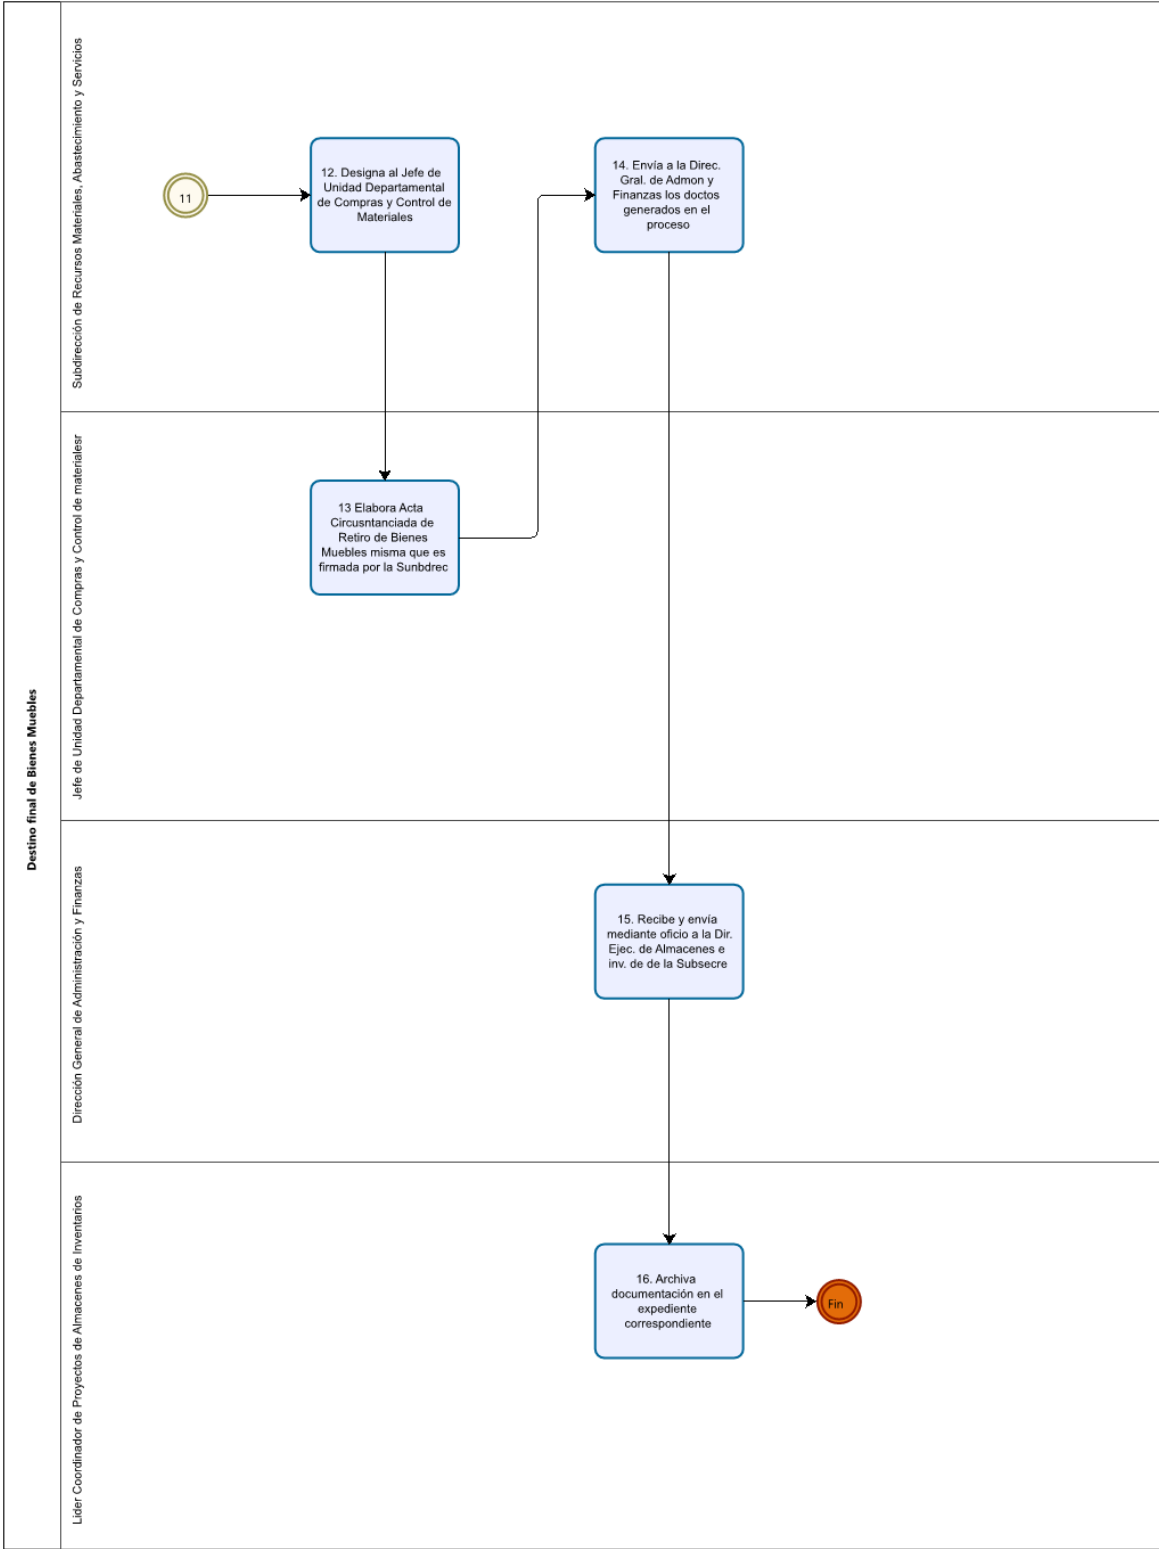 Destino final de Bienes Muebles
Subdirección de Recursos Materiales, Abastecimiento y Servicios
11
12. Designa al Jefe de
Unidad Departamental
de Compras y Control de
Materiales
14. Envía a la Direc.
Gral. de Admon y
Finanzas los doctos
generados en el
proceso
Jefe de Unidad Departamental de Compras y Control de materialesr
13 Elabora Acta
Circusntanciada de
Retiro de Bienes
Muebles misma que es
firmada por la Sunbdrec
Dirección General de Administración y Finanzas
15. Recibe y envía
mediante oficio a la Dir.
Ejec. de Almacenes e
inv. de de la Subsecre
Lider Coordinador de Proyectos de Almacenes de Inventarios
16. Archiva
documentación en el
expediente
correspondiente
Fin